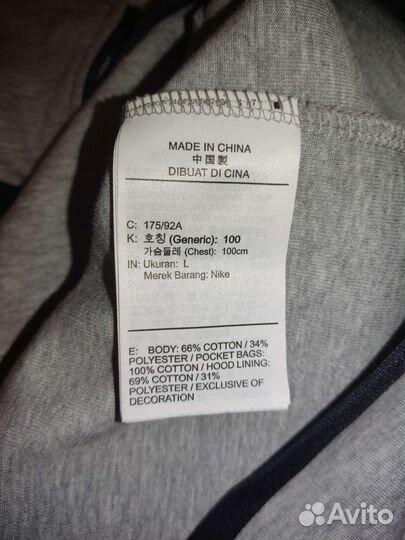 MADE IN CHINA
中国製
DIBUAT DI CINA
C: 175/92A
K: 호칭 (Generic): 100
가슴둘레 (Chest): 100cm
IN: Ukuran: L
Merek Barang: Nike
E: BODY: 66% COTTON / 34%
POLYESTER / POCKET BAGS:
100% COTTON / HOOD LINING:
69% COTTON / 31%
POLYESTER / EXCLUSIVE OF
DECORATION
Avito